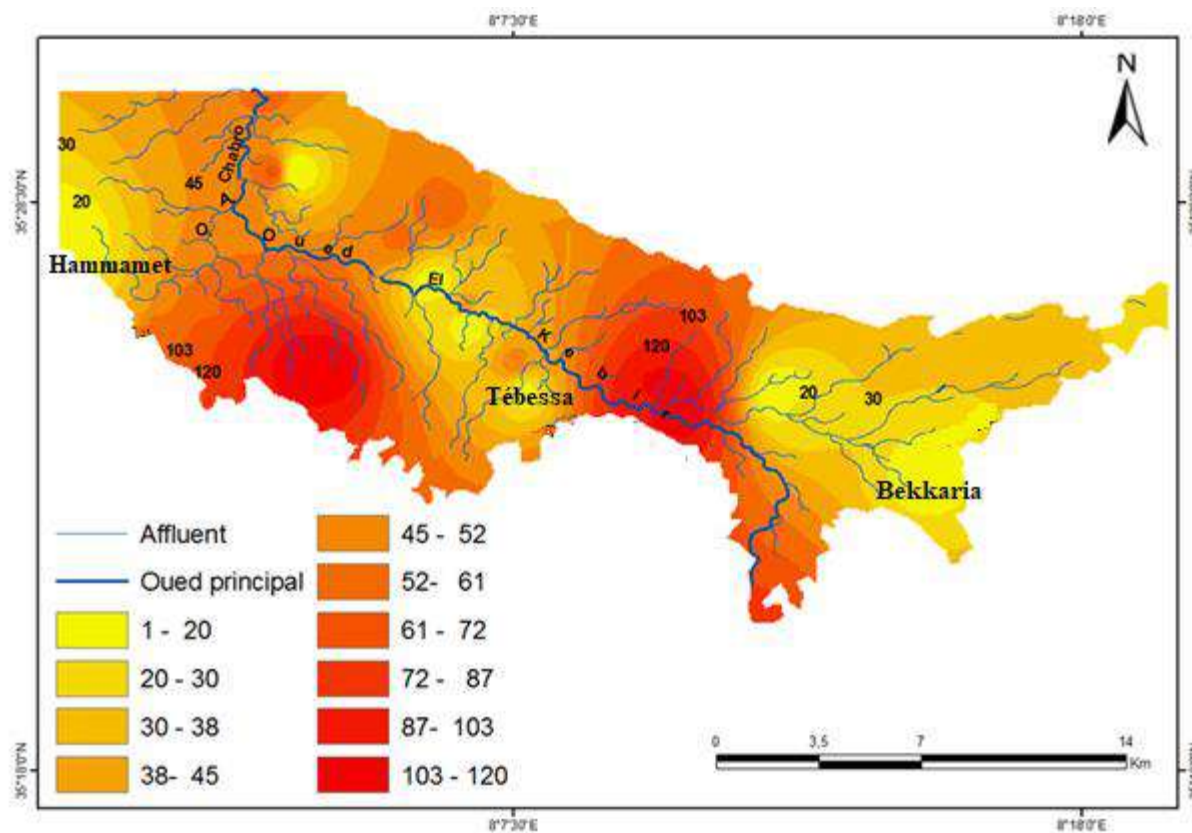 8°7'30"E 8°18'0"E
N
30
Chabro
45
35°28'30"N
20
O.
O u e d
Hammamet
El
103
K e b i r
120
103
120
20
30
Tébessa
Bekkaria
Affluent
Oued principal
1 - 20
20 - 30
30 - 38
38- 45
45 - 52
52- 61
61 - 72
72 - 87
87- 103
103 - 120
0 3,5 7 14
Km
35°18'0"N
8°7'30"E 8°18'0"E